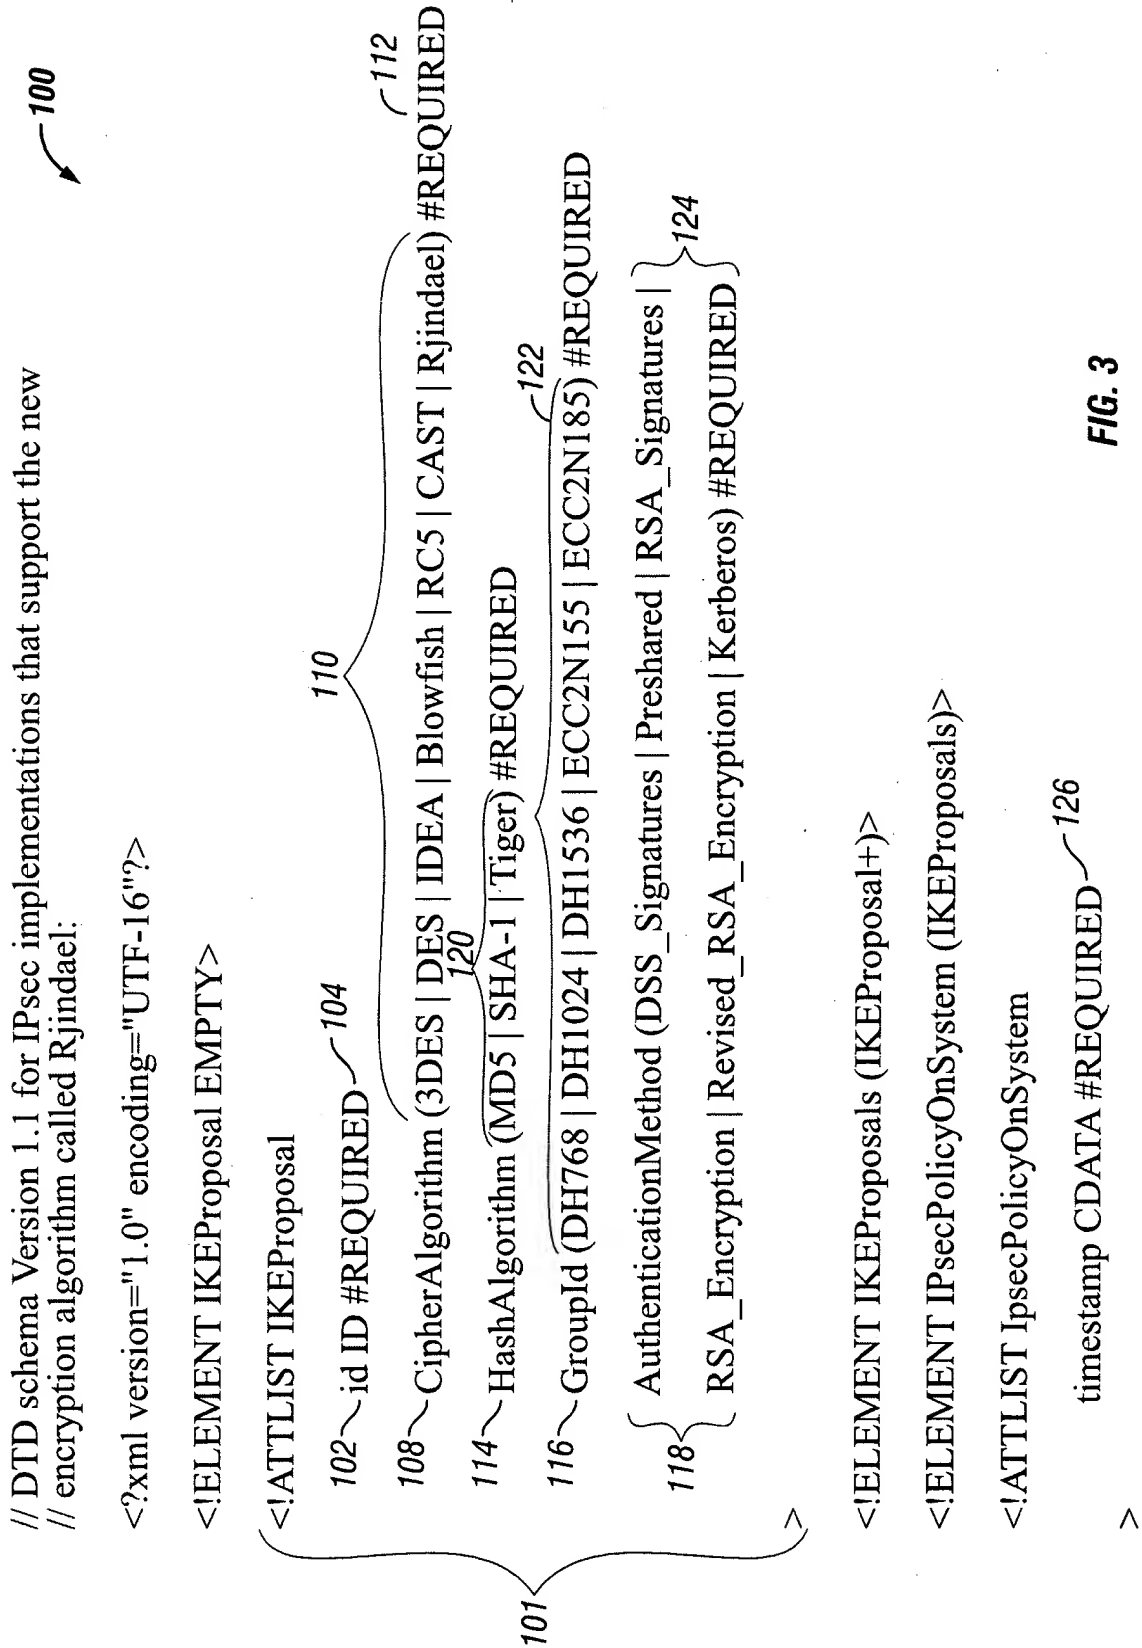 // DTD schema Version 1.1 for IPsec implementations that support the new
// encryption algorithm called Rjindael:
100
<?xml version="1.0" encoding="UTF-16"?>
<!ELEMENT IKEProposal EMPTY>
101
<!ATTLIST IKEProposal
102 id ID #REQUIRED 104
110
112
108 CipherAlgorithm (3DES | DES | IDEA | Blowfish | RC5 | CAST | Rjindael) #REQUIRED
120
114 HashAlgorithm (MD5 | SHA-1 | Tiger) #REQUIRED
122
116 GroupId (DH768 | DH1024 | DH1536 | ECC2N155 | ECC2N185) #REQUIRED
118
AuthenticationMethod (DSS_Signatures | Preshared | RSA_Signatures |
RSA_Encryption | Revised_RSA_Encryption | Kerberos) #REQUIRED
124
>
<!ELEMENT IKEProposals (IKEProposal+)>
<!ELEMENT IPsecPolicyOnSystem (IKEProposals)>
<!ATTLIST IpsecPolicyOnSystem
timestamp CDATA #REQUIRED 126
>
FIG. 3